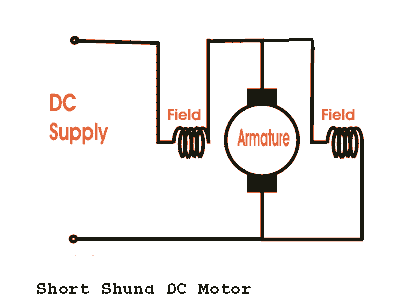 DC
Supply
Field
Armature
Field
Short Shund DC Motor